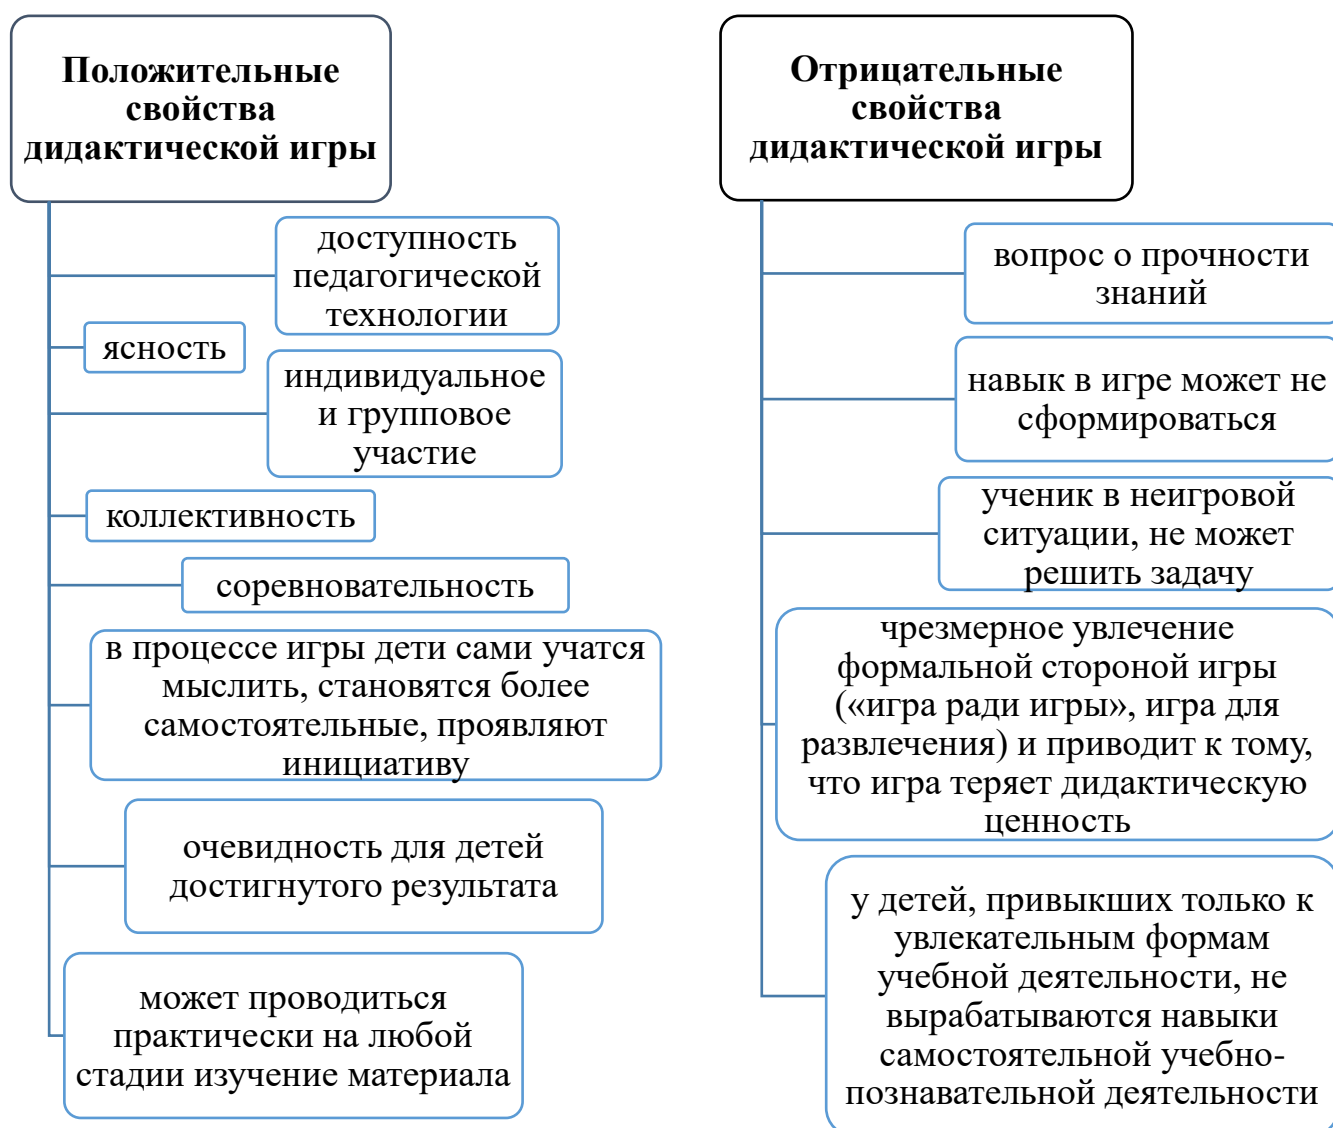 Положительные
свойства
дидактической игры
доступность
педагогической
технологии
ясность
индивидуальное
и групповое
участие
коллективность
соревновательность
в процессе игры дети сами учатся
мыслить, становятся более
самостоятельные, проявляют
инициативу
очевидность для детей
достигнутого результата
может проводиться
практически на любой
стадии изучение материала
Отрицательные
свойства
дидактической игры
вопрос о прочности
знаний
навык в игре может не
сформироваться
ученик в неигровой
ситуации, не может
решить задачу
чрезмерное увлечение
формальной стороной игры
(«игра ради игры», игра для
развлечения) и приводит к тому,
что игра теряет дидактическую
ценность
у детей, привыкших только к
увлекательным формам
учебной деятельности, не
вырабатываются навыки
самостоятельной учебно-
познавательной деятельности